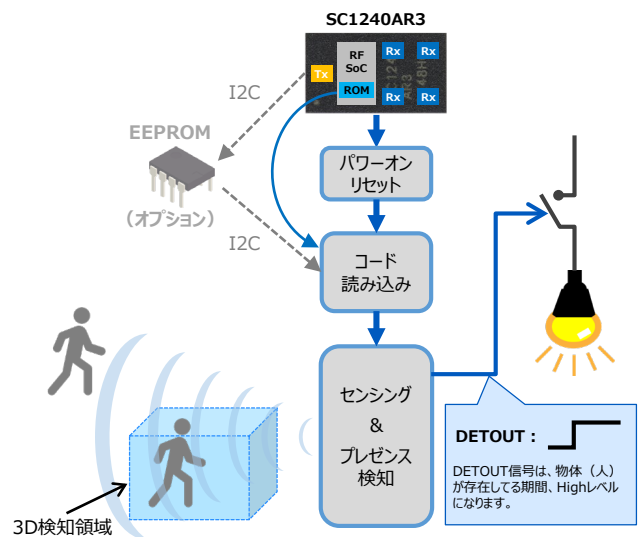 SC1240AR3
RF
SoC
ROM
Tx
Rx
Rx
Rx
Rx
I2C
EEPROM
(オプション)
I2C
パワーオン
リセット
コード
読み込み
センシング
&
プレゼンス
検知
DETOUT：
DETOUT信号は、物体（人）
が存在してる期間、Highレベル
になります。
3D検知領域